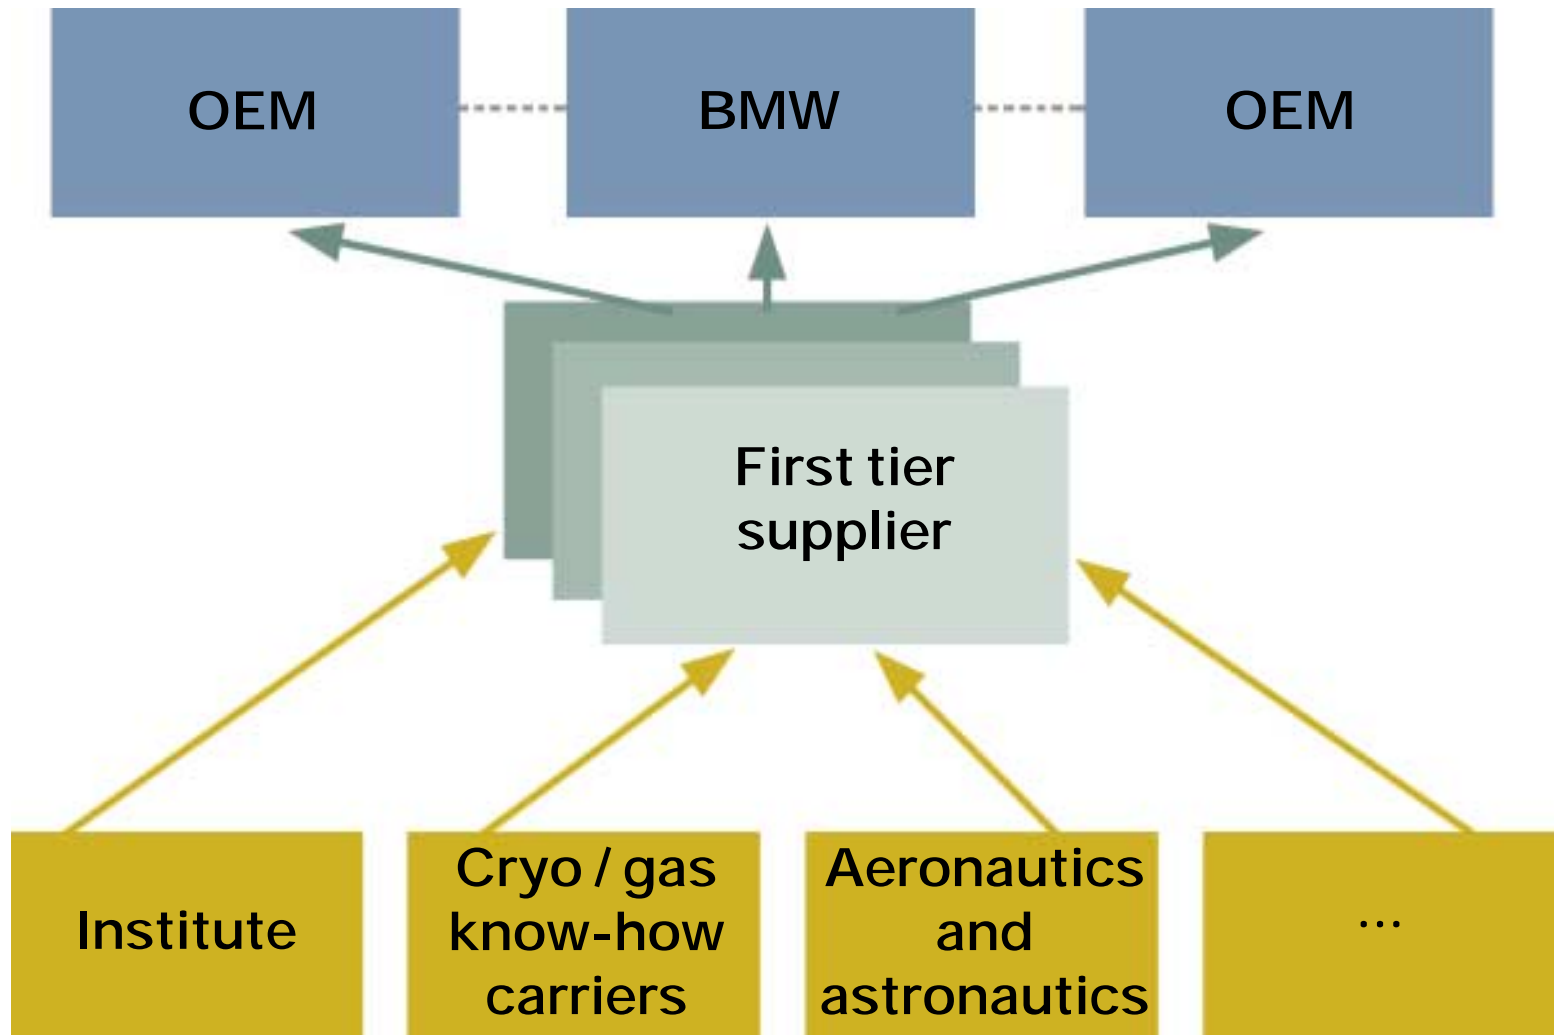 OEM
BMW
OEM
First tier
supplier
Institute
Cryo / gas
know-how
carriers
Aeronautics
and
astronautics
...